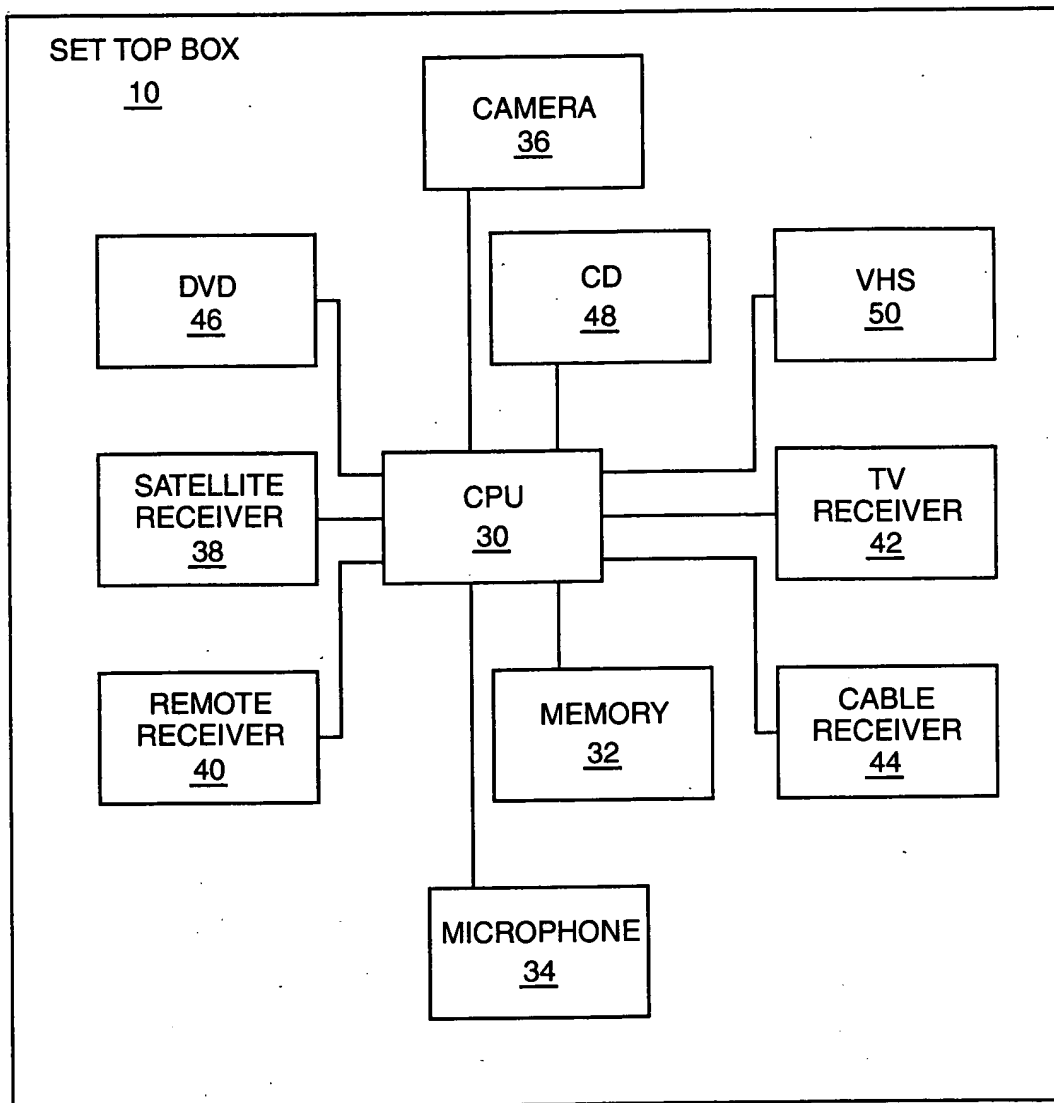 SET TOP BOX
10
CAMERA
36
DVD
46
CD
48
VHS
50
SATELLITE
RECEIVER
38
CPU
30
TV
RECEIVER
42
REMOTE
RECEIVER
40
MEMORY
32
CABLE
RECEIVER
44
MICROPHONE
34